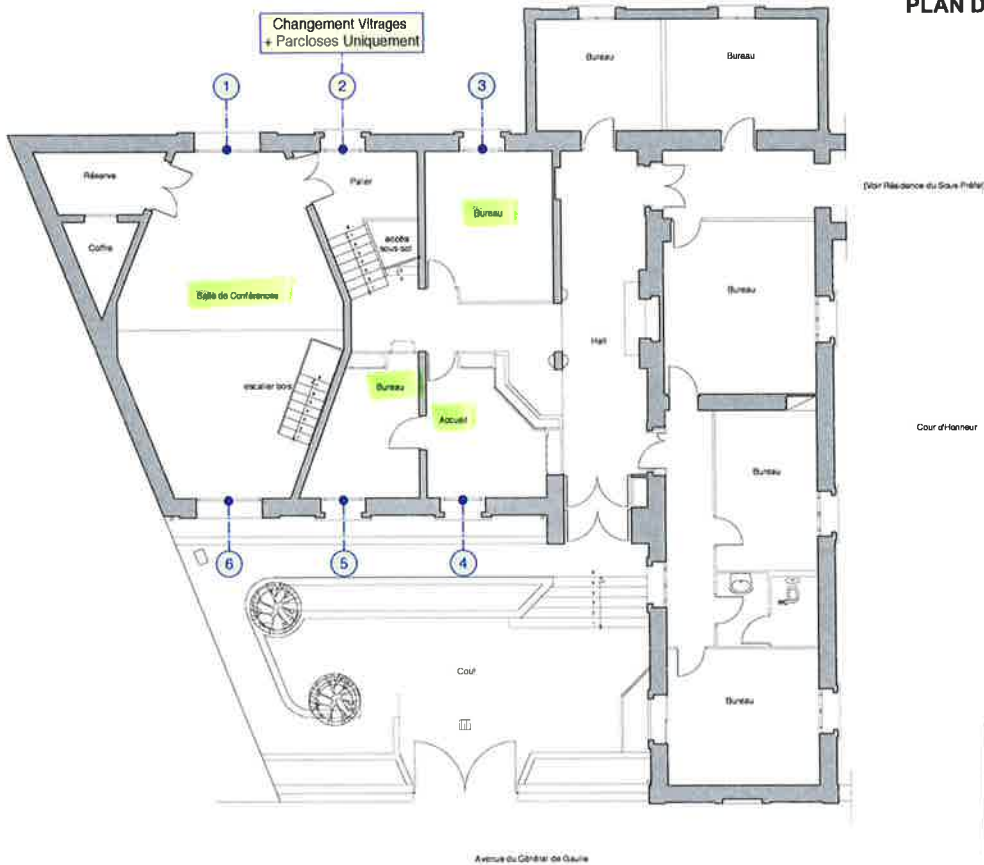 PLAN D
Changement Vitrages
+ Parcloses Uniquement
1
2
3
Bureau
Bureau
Réserve
Palier
(Voir Résidence du Sous Préfet)
Bureau
Coffre
accès
sous-sol
Salle de Conférences
Bureau
Hall
escalier bois
Bureau
Accueil
Cour d'Honneur
Bureau
6
5
4
Cour
Bureau
Avenue du Général de Gaulle